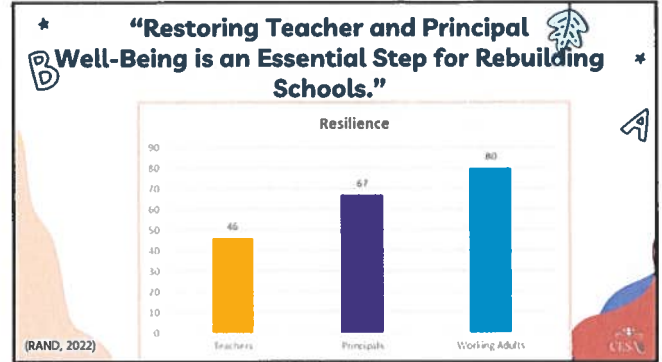 “Restoring Teacher and Principal
Well-Being is an Essential Step for Rebuilding
Schools.”
B
A
Resilience
90
80
70
60
50
40
30
20
10
0
46
67
80
Teachers
Principals
Working Adults
(RAND, 2022)
CESA